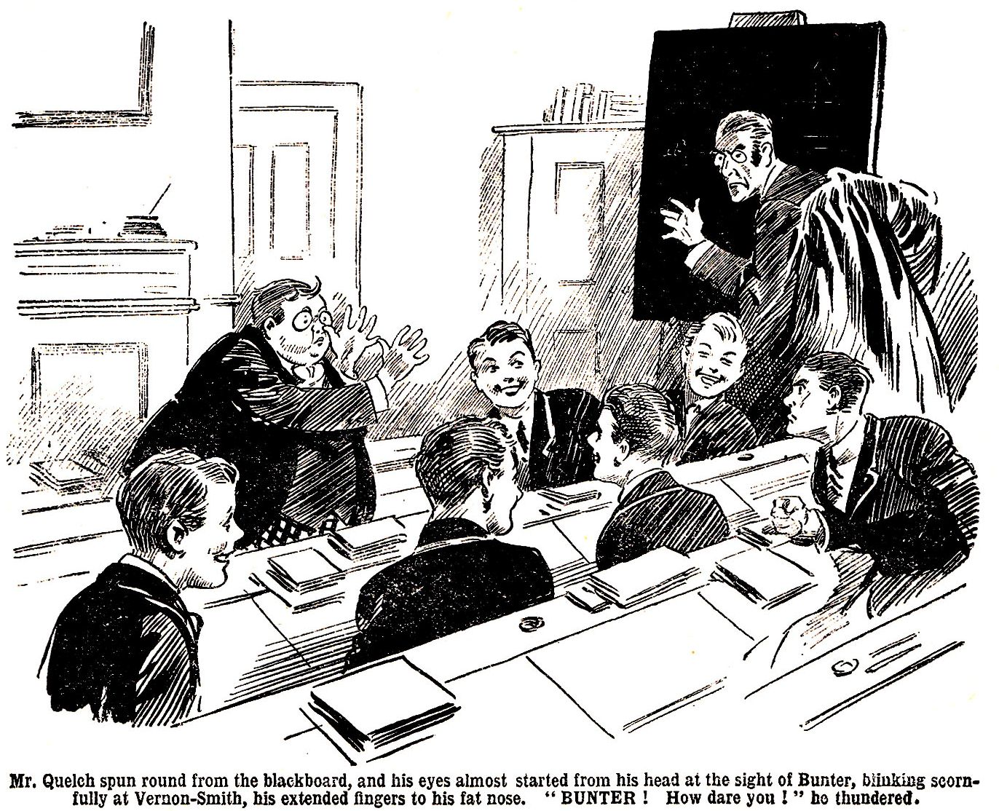 Mr. Quelch spun round from the blackboard, and his eyes almost started from his head at the sight of Bunter, blinking scorn-
fully at Vernon-Smith, his extended fingers to his fat nose. “ BUNTER ! How dare you ! ” he thundered.